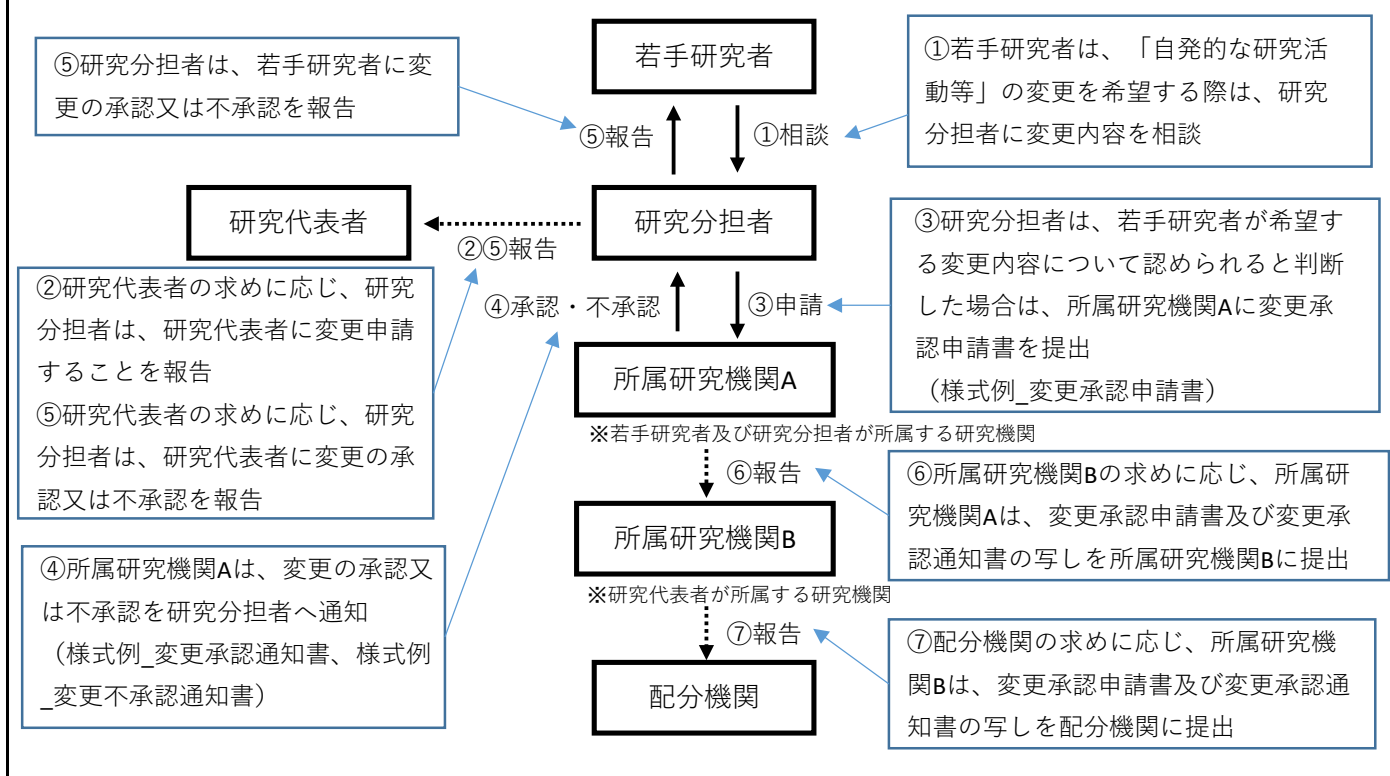 ⑤研究分担者は、若手研究者に変
更の承認又は不承認を報告
若手研究者
①若手研究者は、「自発的な研究活
動等」の変更を希望する際は、研究
分担者に変更内容を相談
⑤報告
①相談
研究代表者
研究分担者
②⑤報告
③研究分担者は、若手研究者が希望す
る変更内容について認められると判断
した場合は、所属研究機関Aに変更承
認申請書を提出
（様式例_変更承認申請書）
②研究代表者の求めに応じ、研究
分担者は、研究代表者に変更申請
することを報告
⑤研究代表者の求めに応じ、研究
分担者は、研究代表者に変更の承
認又は不承認を報告
④承認・不承認
③申請
所属研究機関A
※若手研究者及び研究分担者が所属する研究機関
⑥報告
⑥所属研究機関Bの求めに応じ、所属研
究機関Aは、変更承認申請書及び変更承
認通知書の写しを所属研究機関Bに提出
所属研究機関B
※研究代表者が所属する研究機関
④所属研究機関Aは、変更の承認又
は不承認を研究分担者へ通知
（様式例_変更承認通知書、様式例
_変更不承認通知書）
⑦報告
⑦配分機関の求めに応じ、所属研究機
関Bは、変更承認申請書及び変更承認通
知書の写しを配分機関に提出
配分機関